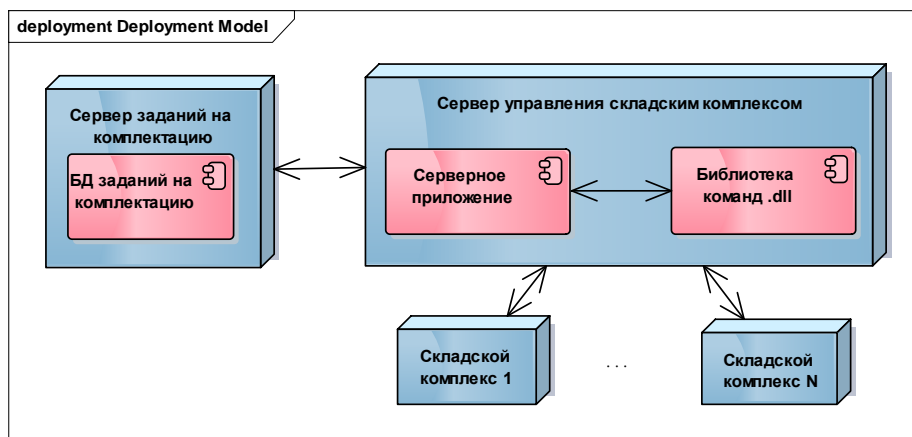 deployment Deployment Model
Сервер заданий на
комплектацию
БД заданий на
комплектацию
Сервер управления складским комплексом
Серверное
приложение
Библиотека
команд .dll
Складской
комплекс 1
...
Складской
комплекс N